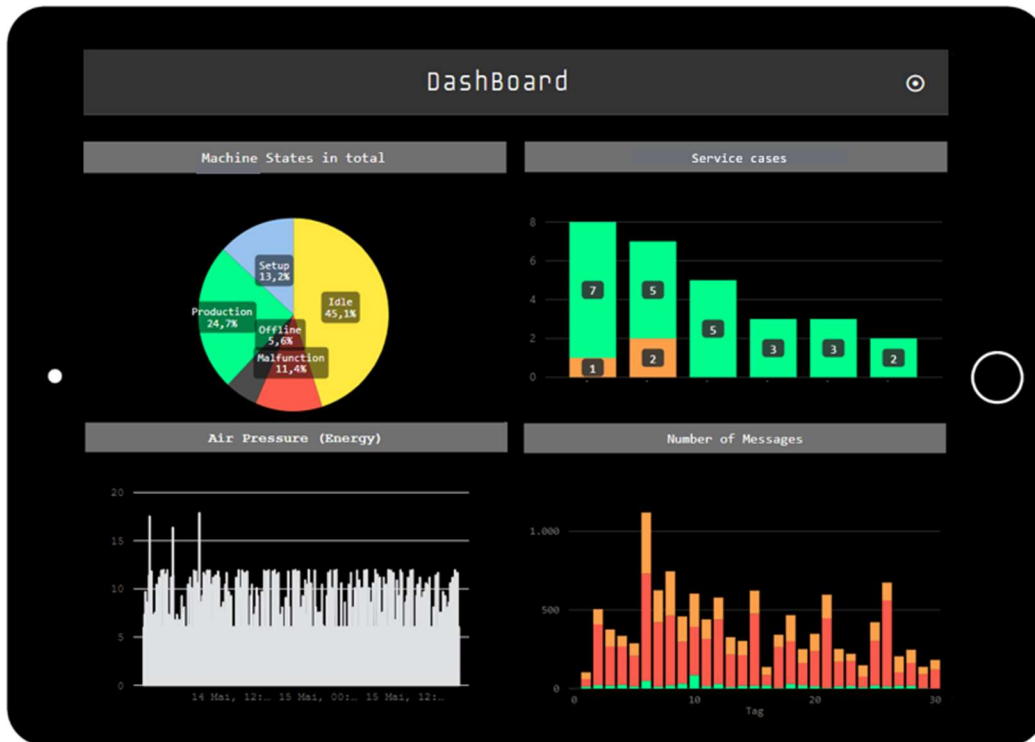 DashBoard
Machine States in total
Service cases
Setup
13,2%
Idle
45,1%
Production
24,7%
Offline
5,6%
Malfunction
11,4%
8
6
4
2
0
7
5
5
3
3
2
1
2
Air Pressure (Energy)
Number of Messages
20
15
10
5
0
14 Mai, 12:…
15 Mai, 00:…
15 Mai, 12:…
1.000
500
0
0
10
20
30
Tag